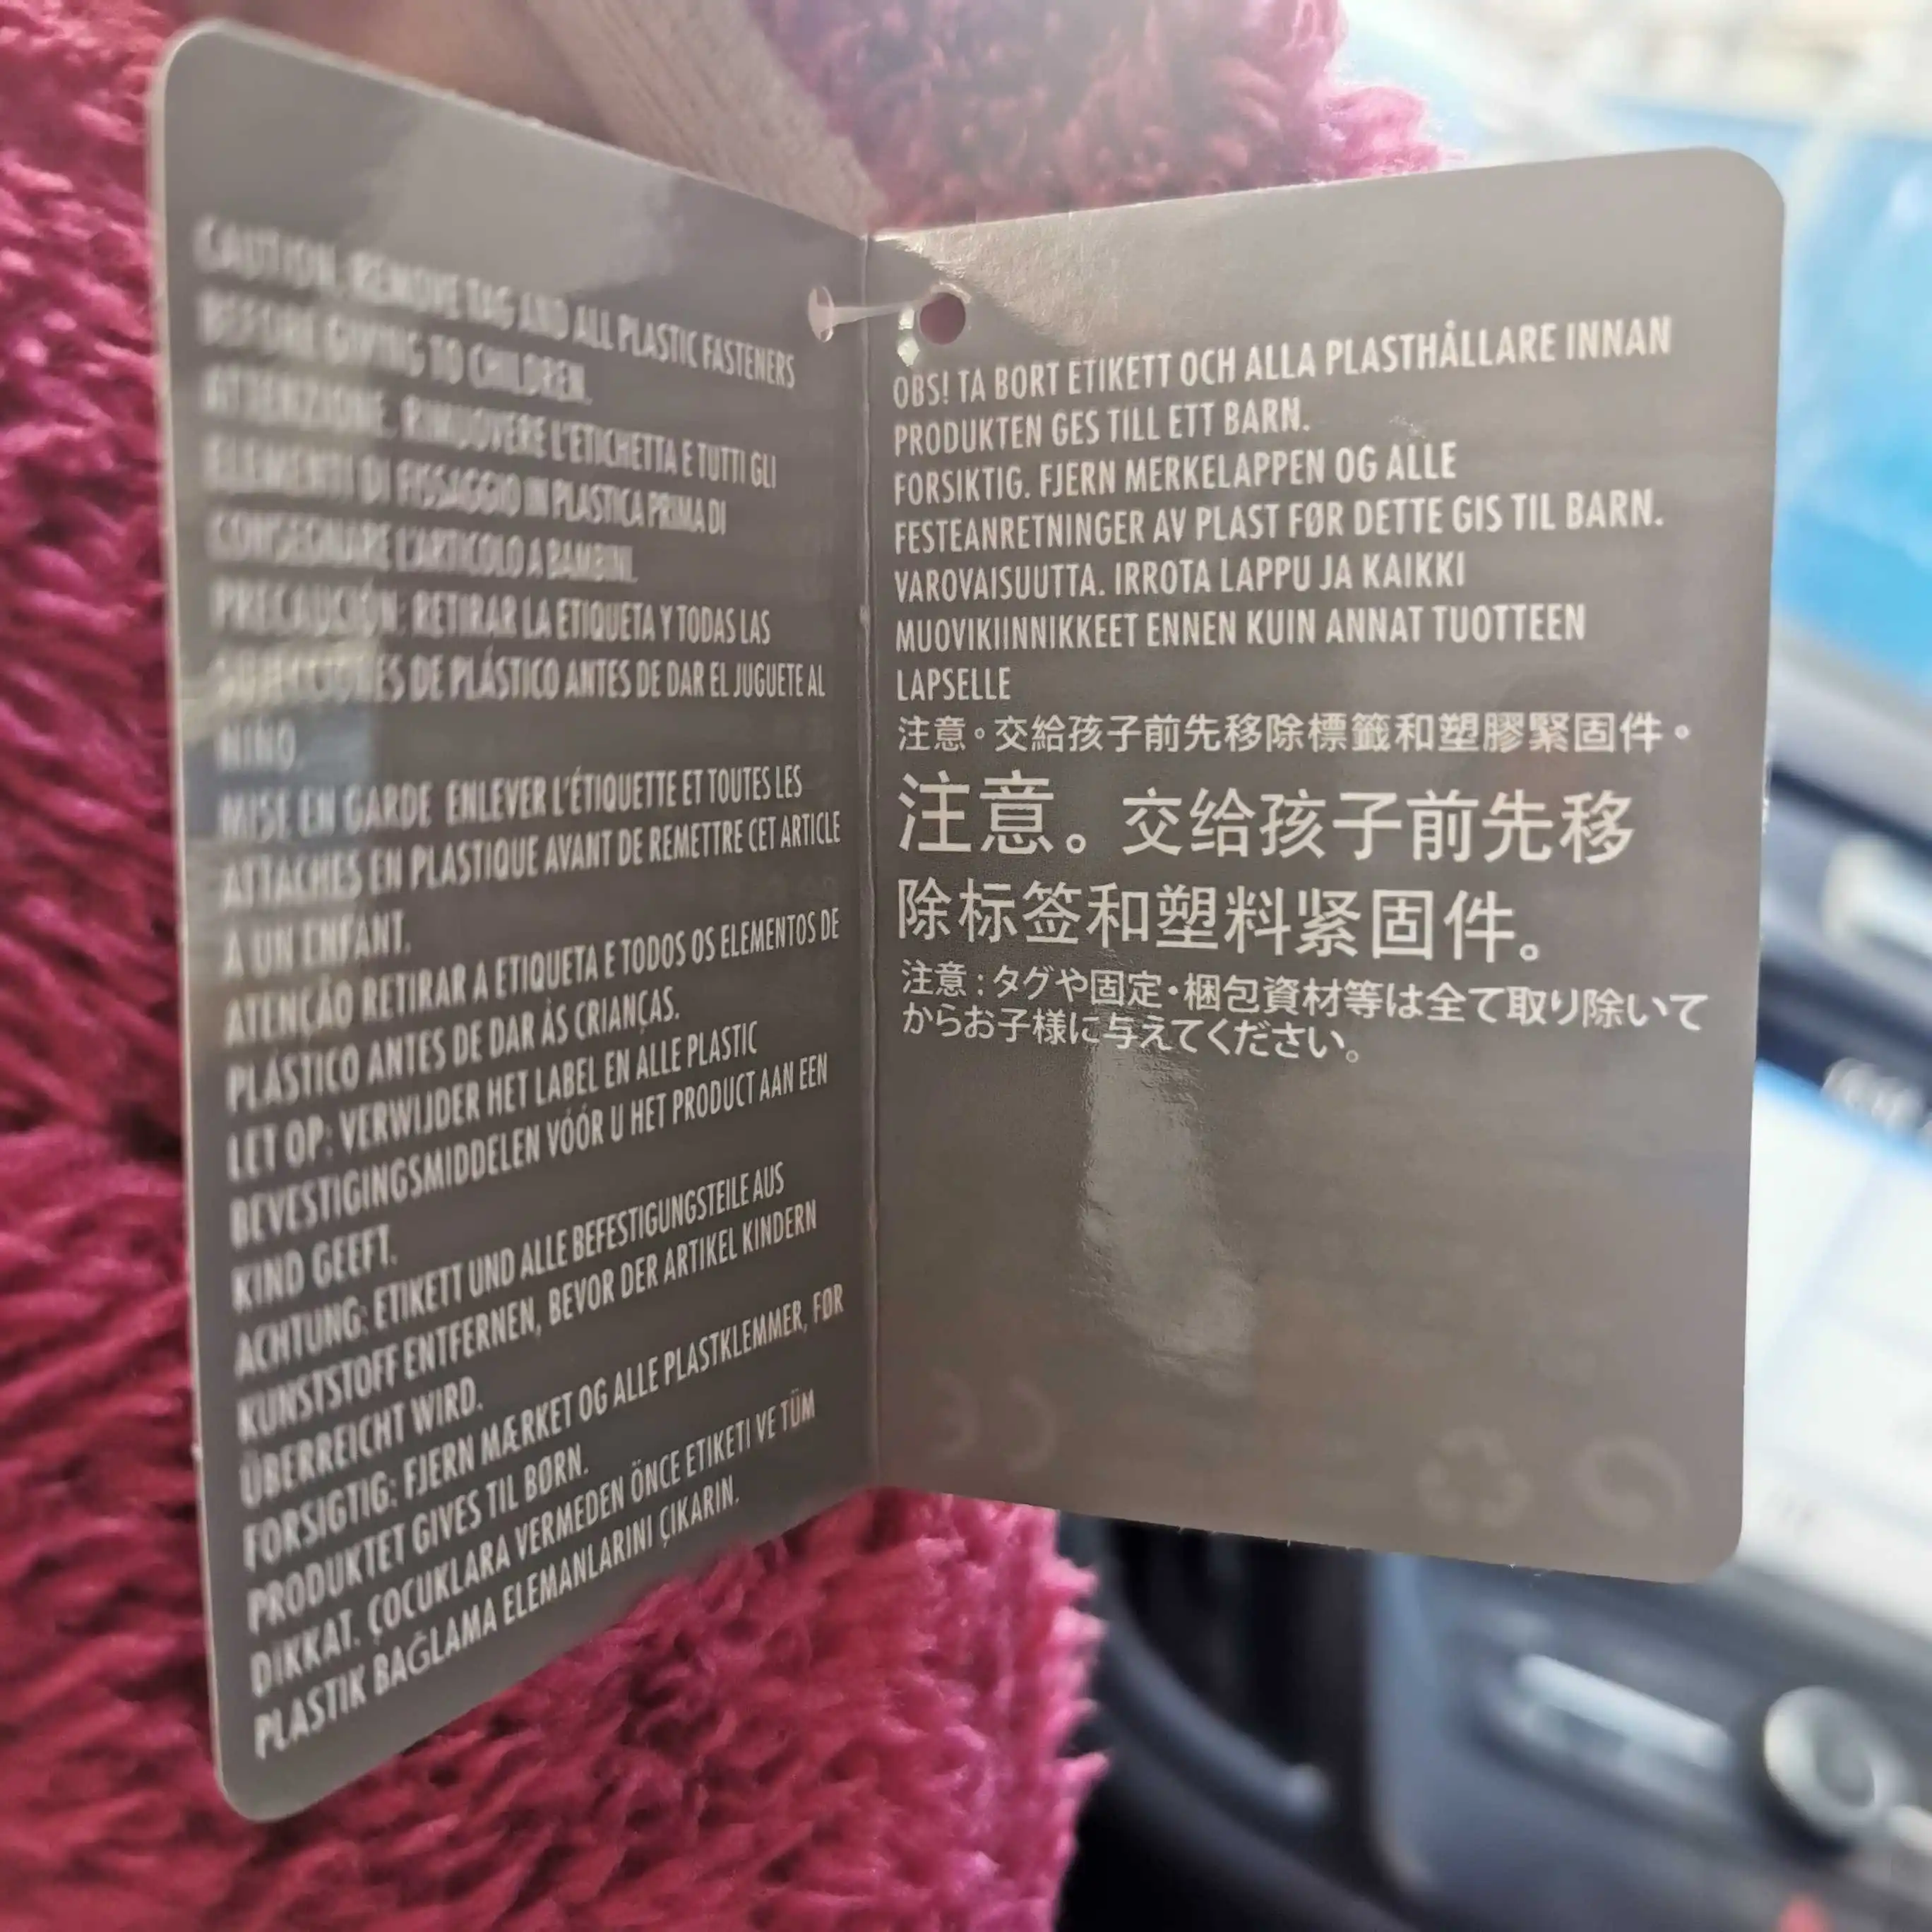 CAUTION. REMOVE TAG AND ALL PLASTIC FASTENERS
BEFORE GIVING TO CHILDREN.
ATTENZIONE. RIMUOVERE L'ETICHETTA E TUTTI GLI
ELEMENTI DI FISSAGGIO IN PLASTICA PRIMA DI
CONSEGNARE L'ARTICOLO A BAMBINI.
PRECAUCIÓN: RETIRAR LA ETIQUETA Y TODAS LAS
SUJECCIONES DE PLÁSTICO ANTES DE DAR EL JUGUETE AL
NINO.
MISE EN GARDE ENLEVER L'ÉTIQUETTE ET TOUTES LES
ATTACHES EN PLASTIQUE AVANT DE REMETTRE CET ARTICLE
A UN ENFANT.
ATENÇÃO RETIRAR A ETIQUETA E TODOS OS ELEMENTOS DE
PLÁSTICO ANTES DE DAR ÀS CRIANÇAS.
LET OP: VERWIJDER HET LABEL EN ALLE PLASTIC
BEVESTIGINGSMIDDELEN VÓÓR U HET PRODUCT AAN EEN
KIND GEEFT.
ACHTUNG: ETIKETT UND ALLE BEFESTIGUNGSTEILE AUS
KUNSTSTOFF ENTFERNEN, BEVOR DER ARTIKEL KINDERN
ÜBERREICHT WIRD.
FORSIGTIG: FJERN MÆRKET OG ALLE PLASTKLEMMER, FØR
PRODUKTET GIVES TIL BØRN.
DIKKAT. ÇOCUKLARA VERMEDEN ÖNCE ETIKETI VE TÜM
PLASTIK BAĞLAMA ELEMANLARINI ÇIKARIN.
OBS! TA BORT ETIKETT OCH ALLA PLASTHÅLLARE INNAN
PRODUKTEN GES TILL ETT BARN.
FORSIKTIG. FJERN MERKELAPPEN OG ALLE
FESTEANRETNINGER AV PLAST FØR DETTE GIS TIL BARN.
VAROVAISUUTTA. IRROTA LAPPU JA KAIKKI
MUOVIKIINNIKKEET ENNEN KUIN ANNAT TUOTTEEN
LAPSELLE
注意。交給孩子前先移除標籤和塑膠緊固件。
注意。交给孩子前先移
除标签和塑料紧固件。
注意:タグや固定・梱包資材等は全て取り除いて
からお子様に与えてください。